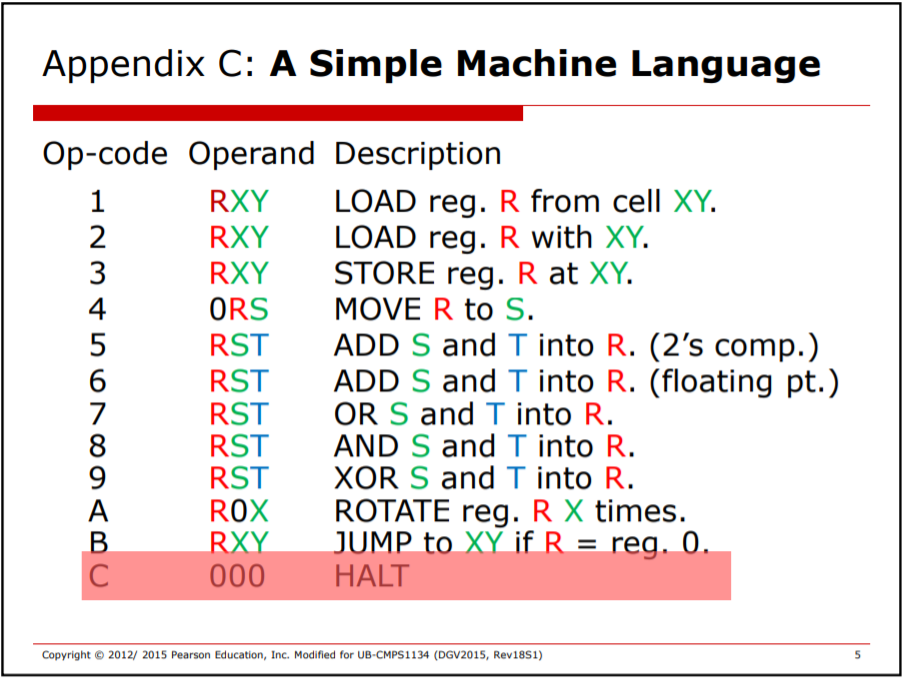 Appendix C: A Simple Machine Language
Op-code Operand Description
1 RXY LOAD reg. R from cell XY.
2 RXY LOAD reg. R with XY.
3 RXY STORE reg. R at XY.
4 0RS MOVE R to S.
5 RST ADD S and T into R. (2’s comp.)
6 RST ADD S and T into R. (floating pt.)
7 RST OR S and T into R.
8 RST AND S and T into R.
9 RST XOR S and T into R.
A R0X ROTATE reg. R X times.
B RXY JUMP to XY if R = reg. 0.
C 000 HALT
Copyright © 2012/ 2015 Pearson Education, Inc. Modified for UB-CMPS1134 (DGV2015, Rev18S1) 5